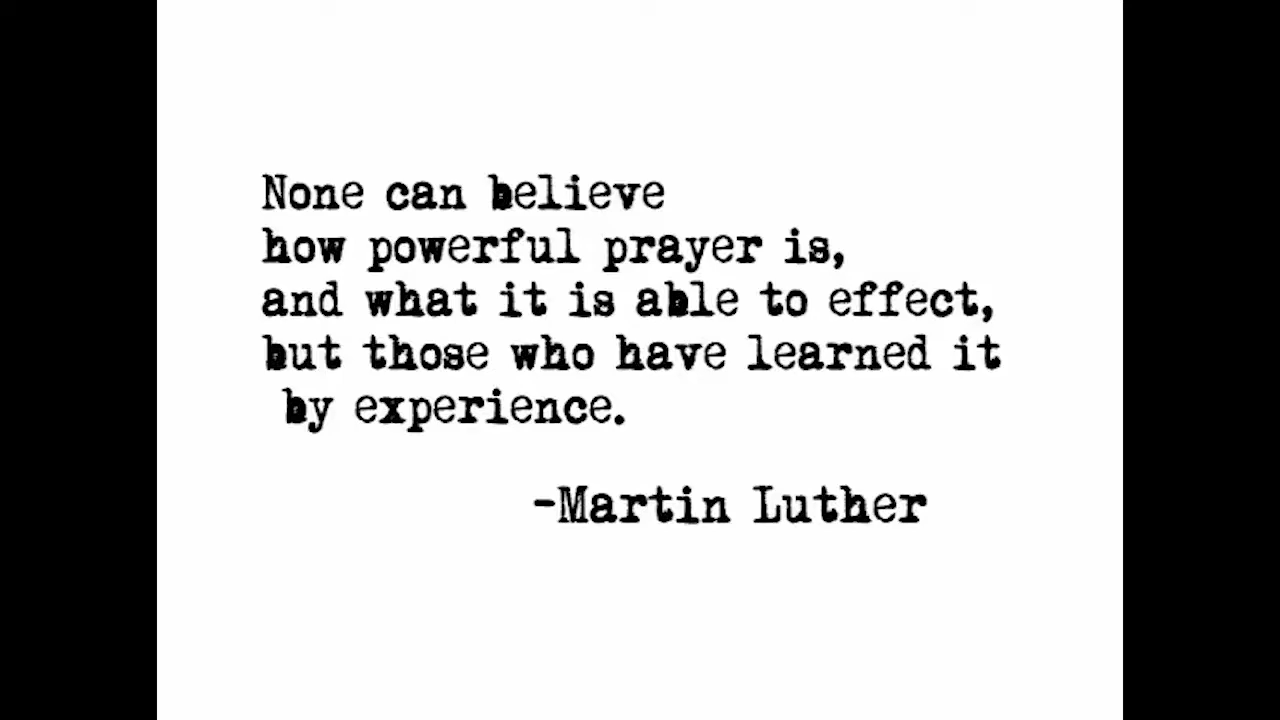 None can believe
how powerful prayer is,
and what it is able to effect,
but those who have learned it
by experience.
-Martin Luther